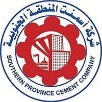 شركة أسمنت المنطقة الجنوبية
SOUTHERN PROVINCE CEMENT COMPANY